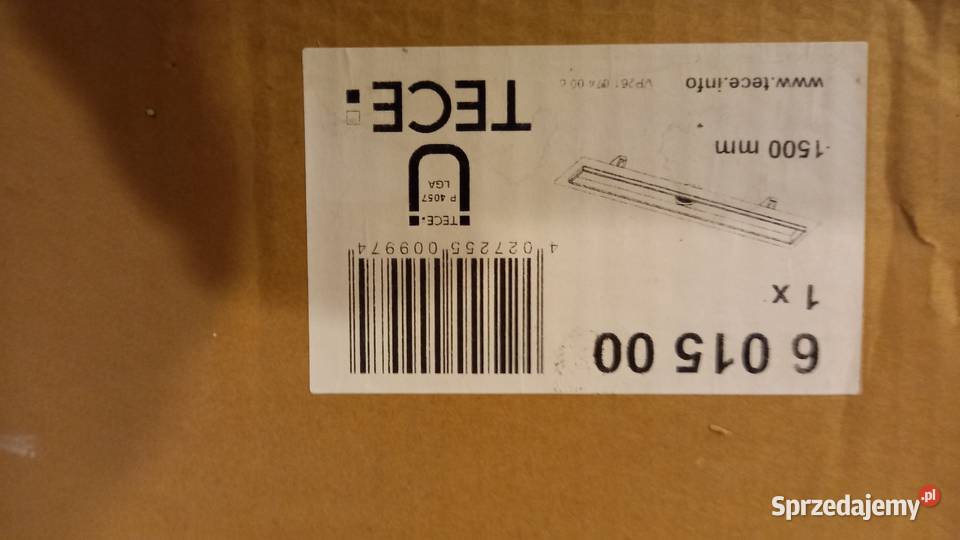 6 015 00
1 x
4 027255 009974
1500 mm
TECE:
P 4057
LGA
www.tece.info
TECE:
Sprzedajemy.pl